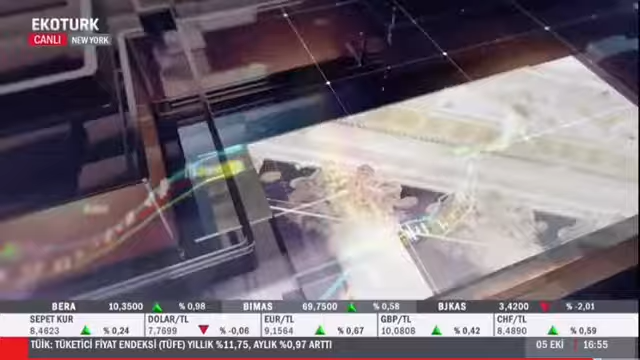 EKOTURK
CANLI NEW YORK
BERA 10,3500 % 0,98 BIMAS 69,7500 % 0,58 BJKAS 3,4200 % -2,01
SEPET KUR DOLAR/TL EUR/TL GBP/TL CHF/TL
8,4623 % 0,24 7,7699 % -0,06 9,1564 % 0,67 10,0808 % 0,42 8,4890 % 0,59
TÜİK: TÜKETİCİ FİYAT ENDEKSİ (TÜFE) YILLIK %11,75, AYLIK %0,97 ARTTI 05 EKİ 16:55